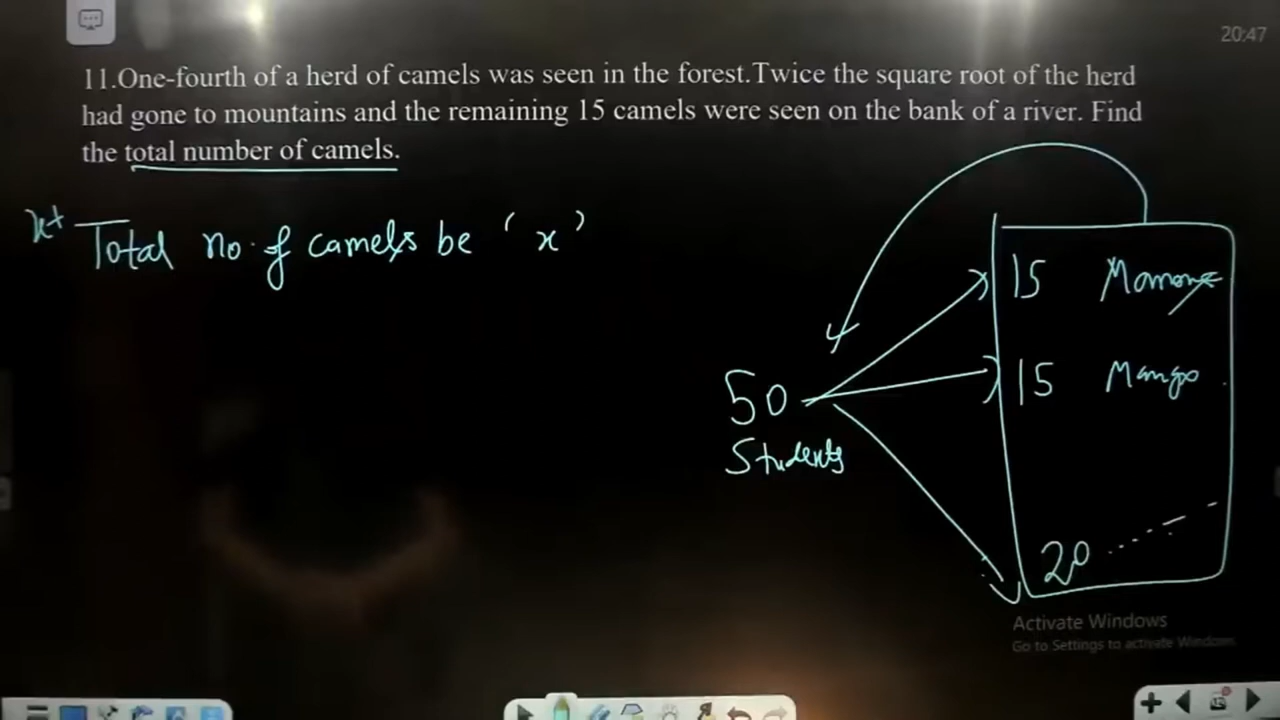 20:47
11.One-fourth of a herd of camels was seen in the forest.Twice the square root of the herd
had gone to mountains and the remaining 15 camels were seen on the bank of a river. Find
the total number of camels.
Total no. of camels be ‘x’
15
15 Mango
50
Students
20
Activate Windows
Go to Settings to activate Windows.